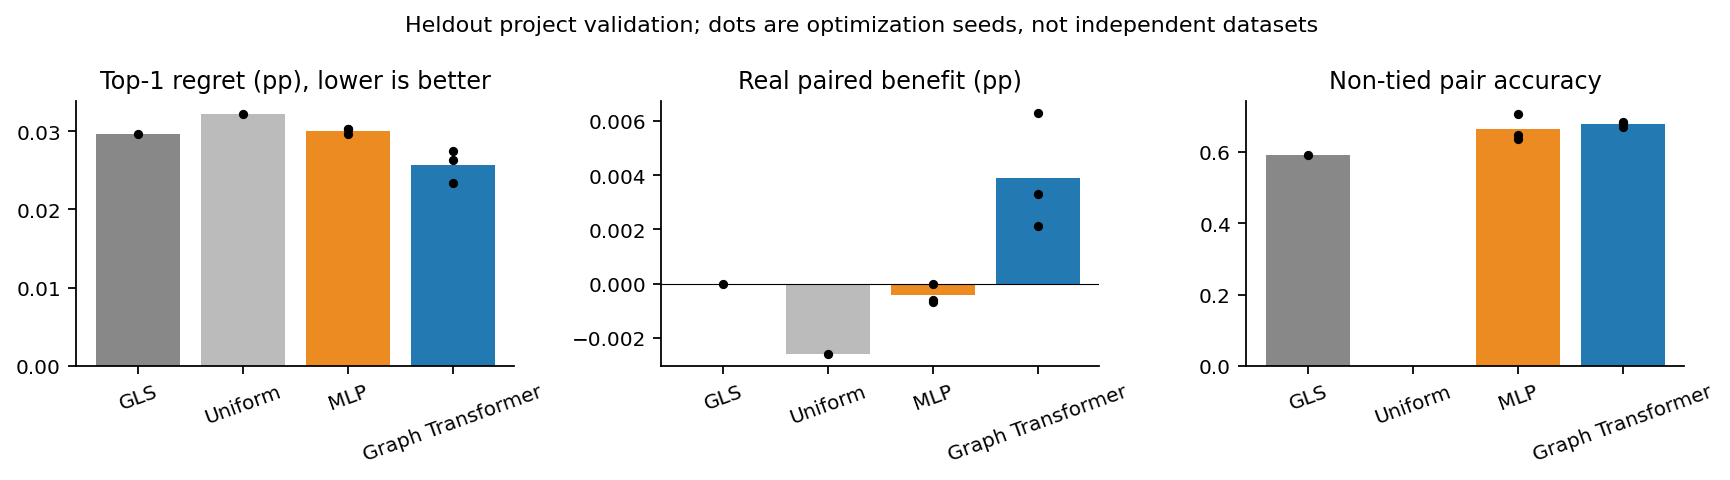 Heldout project validation; dots are optimization seeds, not independent datasets
Top-1 regret (pp), lower is better
0.03
0.02
0.01
0.00
GLS
Uniform
MLP
Graph Transformer
Real paired benefit (pp)
0.006
0.004
0.002
0.000
−0.002
GLS
Uniform
MLP
Graph Transformer
Non-tied pair accuracy
0.6
0.4
0.2
0.0
GLS
Uniform
MLP
Graph Transformer